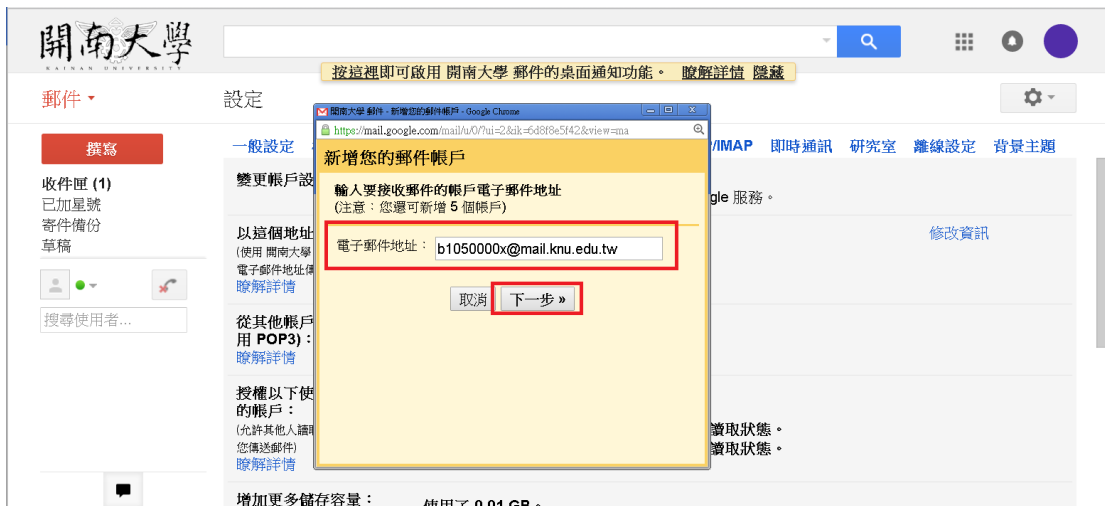 開南大學
KAINAN UNIVERSITY
按這裡即可啟用 開南大學 郵件的桌面通知功能。 瞭解詳情 隱藏
郵件
設定
撰寫
收件匣 (1)
已加星號
寄件備份
草稿
搜尋使用者...
一般設定
/IMAP 即時通訊 研究室 離線設定 背景主題
變更帳戶設
gle 服務。
以這個地址
(使用 開南大學
電子郵件地址傳
瞭解詳情
修改資訊
從其他帳戶
用 POP3)：
瞭解詳情
授權以下使
的帳戶：
(允許其他人讀取
您傳送郵件)
瞭解詳情
讀取狀態。
讀取狀態。
增加更多儲存容量：
使用了 0.01 GB。
開南大學 郵件 - 新增您的郵件帳戶 - Google Chrome
https://mail.google.com/mail/u/0/?ui=2&ik=6d8f8e5f42&view=ma
新增您的郵件帳戶
輸入要接收郵件的帳戶電子郵件地址
(注意：您還可新增 5 個帳戶)
電子郵件地址： b1050000x@mail.knu.edu.tw
取消 下一步 »